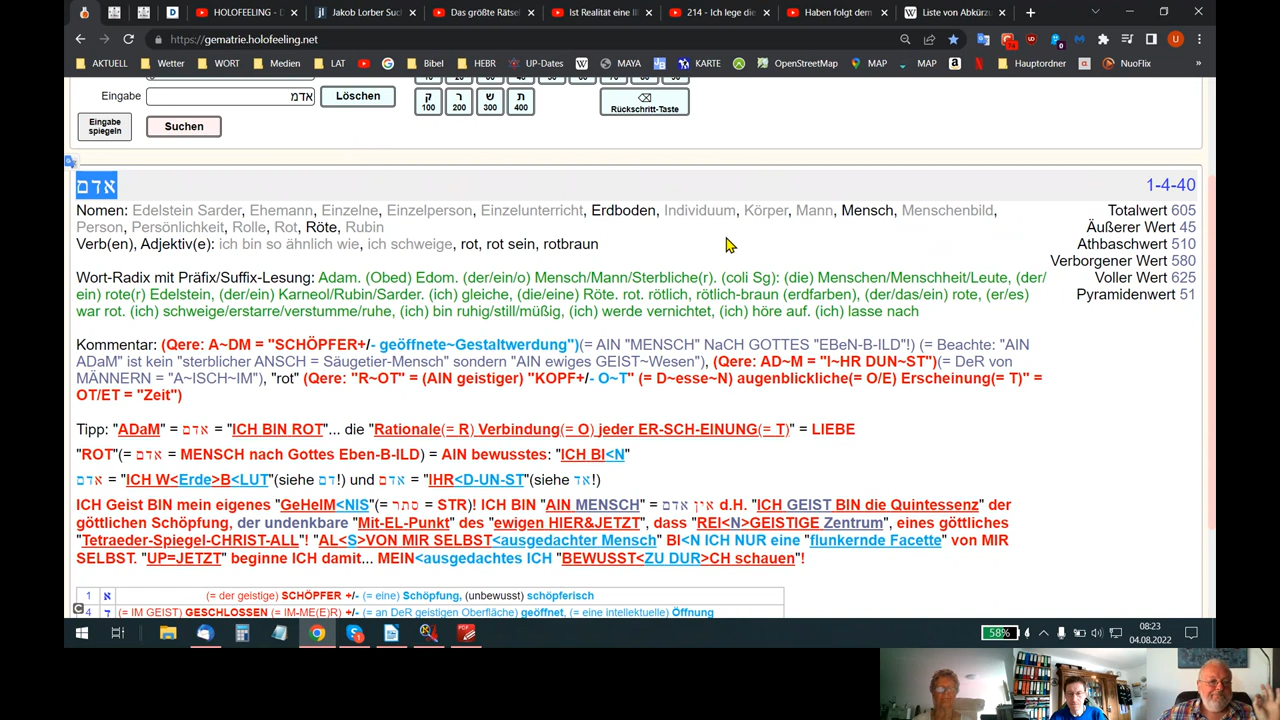 HOLOFEELING - D
Jakob Lorber Suc
Das größte Rätsel
Ist Realität eine Ill
214 - Ich lege die
Haben folgt dem
Liste von Abkürzu
https://gematrie.holofeeling.net
AKTUELL Wetter WORT Medien LAT Bibel HEBR UP-Dates MAYA KARTE OpenStreetMap MAP MAP Hauptordner NuoFlix »
Eingabe אדמ Löschen
ק ר ש ת
100 200 300 400
Rückschritt-Taste
Eingabe spiegeln
Suchen
אדמ 1-4-40
Nomen: Edelstein Sarder, Ehemann, Einzelne, Einzelperson, Einzelunterricht, Erdboden, Individuum, Körper, Mann, Mensch, Menschenbild,
Person, Persönlichkeit, Rolle, Rot, Röte, Rubin
Verb(en), Adjektiv(e): ich bin so ähnlich wie, ich schweige, rot, rot sein, rotbraun
Totalwert 605
Äußerer Wert 45
Athbaschwert 510
Verborgener Wert 580
Voller Wert 625
Pyramidenwert 51
Wort-Radix mit Präfix/Suffix-Lesung: Adam. (Obed) Edom. (der/ein/o) Mensch/Mann/Sterbliche(r). (coli Sg): (die) Menschen/Menschheit/Leute, (der/
ein) rote(r) Edelstein, (der/ein) Karneol/Rubin/Sarder. (ich) gleiche, (die/eine) Röte. rot. rötlich, rötlich-braun (erdfarben), (der/das/ein) rote, (er/es)
war rot. (ich) schweige/erstarre/verstumme/ruhe, (ich) bin ruhig/still/müßig, (ich) werde vernichtet, (ich) höre auf. (ich) lasse nach
Kommentar: (Qere: A~DM = "SCHÖPFER+/- geöffnete~Gestaltwerdung")(= AIN "MENSCH" NaCH GOTTES "EBeN-B-ILD"!) (= Beachte: "AIN
ADaM" ist kein "sterblicher ANSCH = Säugetier-Mensch" sondern "AIN ewiges GEIST~Wesen"), (Qere: AD~M = "I~HR DUN~ST")(= DeR von
MÄNNERN = "A~ISCH~IM"), "rot" (Qere: "R~OT" = (AIN geistiger) "KOPF+/- O~T" (= D~esse~N) augenblickliche(= O/E) Erscheinung(= T)" =
OT/ET = "Zeit")
Tipp: "ADaM" = אדם = "ICH BIN ROT"... die "Rationale(= R) Verbindung(= O) jeder ER-SCH-EINUNG(= T)" = LIEBE
"ROT"(= אדם = MENSCH nach Gottes Eben-B-ILD) = AIN bewusstes: "ICH BI<N"
אדם = "ICH W<Erde>B<LUT"(siehe דם!) und אדם = "IHR<D-UN-ST"(siehe אד!)
ICH Geist BIN mein eigenes "GeHeIM<NIS"(= סתר = STR)! ICH BIN "AIN MENSCH" = אין אדם d.H. "ICH GEIST BIN die Quintessenz" der
göttlichen Schöpfung, der undenkbare "Mit-EL-Punkt" des "ewigen HIER&JETZT", dass "REI<N>GEISTIGE Zentrum", eines göttliches
"Tetraeder-Spiegel-CHRIST-ALL"! "AL<S>VON MIR SELBST<ausgedachter Mensch" BI<N ICH NUR eine "flunkernde Facette" von MIR
SELBST. "UP=JETZT" beginne ICH damit... MEIN<ausgedachtes ICH "BEWUSST<ZU DUR>CH schauen"!
1 א (= der geistige) SCHÖPFER +/- (= eine) Schöpfung, (unbewusst) schöpferisch
4 ד (= IM GEIST) GESCHLOSSEN (= IM-ME(E)R) +/- (= an DeR geistigen Oberfläche) geöffnet, (= eine intellektuelle) Öffnung
58%
08:23
04.08.2022